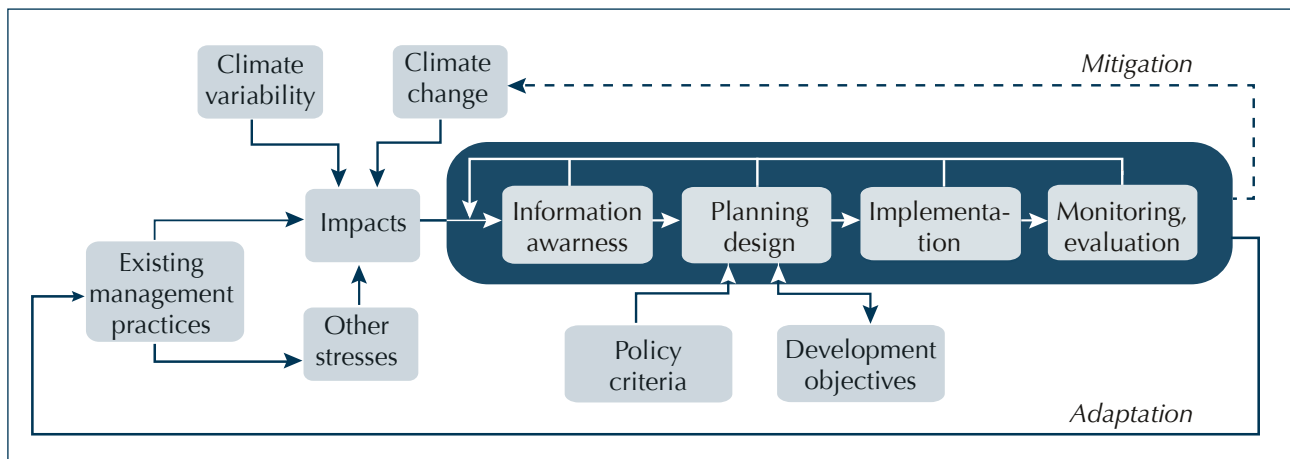 Climate
variability
Climate
change
Mitigation
Impacts
Information
awarness
Planning
design
Implementa-
tion
Monitoring,
evaluation
Existing
management
practices
Other
stresses
Policy
criteria
Development
objectives
Adaptation